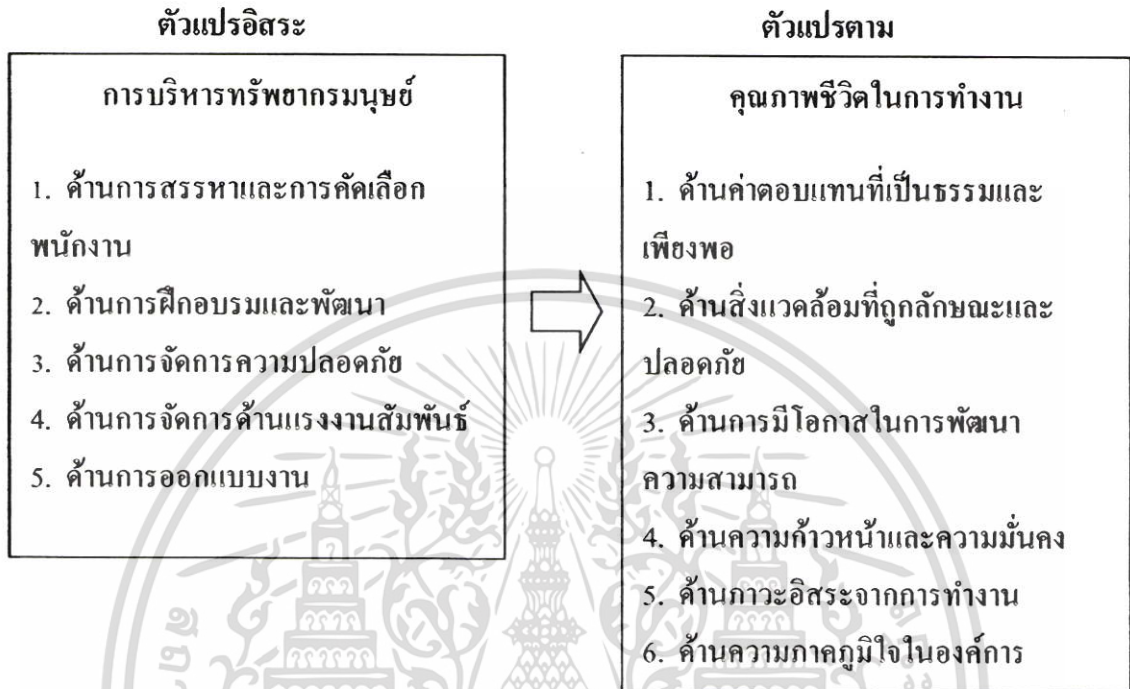 ตัวแปรอิสระ
การบริหารทรัพยากรมนุษย์
1. ด้านการสรรหาและการคัดเลือก
พนักงาน
2. ด้านการฝึกอบรมและพัฒนา
3. ด้านการจัดการความปลอดภัย
4. ด้านการจัดการด้านแรงงานสัมพันธ์
5. ด้านการออกแบบงาน
ตัวแปรตาม
คุณภาพชีวิตในการทำงาน
1. ด้านค่าตอบแทนที่เป็นธรรมและ
เพียงพอ
2. ด้านสิ่งแวดล้อมที่ถูกลักษณะและ
ปลอดภัย
3. ด้านการมีโอกาสในการพัฒนา
ความสามารถ
4. ด้านความก้าวหน้าและความมั่นคง
5. ด้านภาวะอิสระจากการทำงาน
6. ด้านความภาคภูมิใจในองค์การ